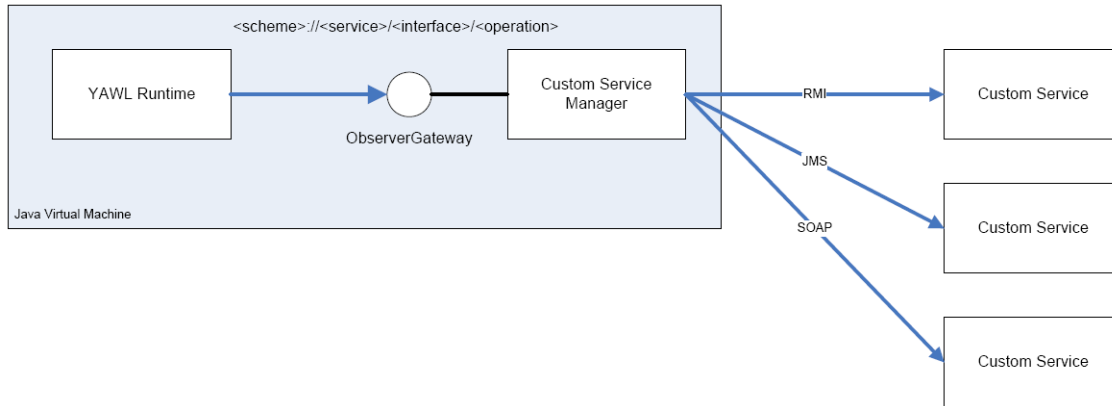 <scheme>://<service>/<interface>/<operation>
YAWL Runtime
ObserverGateway
Custom Service
Manager
Java Virtual Machine
RMI
Custom Service
JMS
Custom Service
SOAP
Custom Service